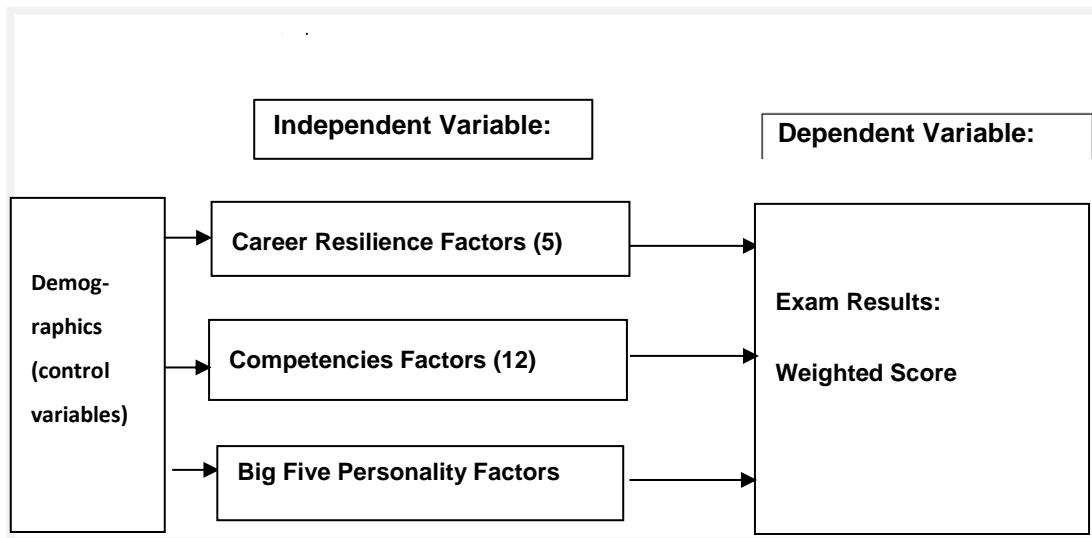 Independent Variable:
Dependent Variable:
Demog-
raphics
(control
variables)
Career Resilience Factors (5)
Competencies Factors (12)
Big Five Personality Factors
Exam Results:
Weighted Score